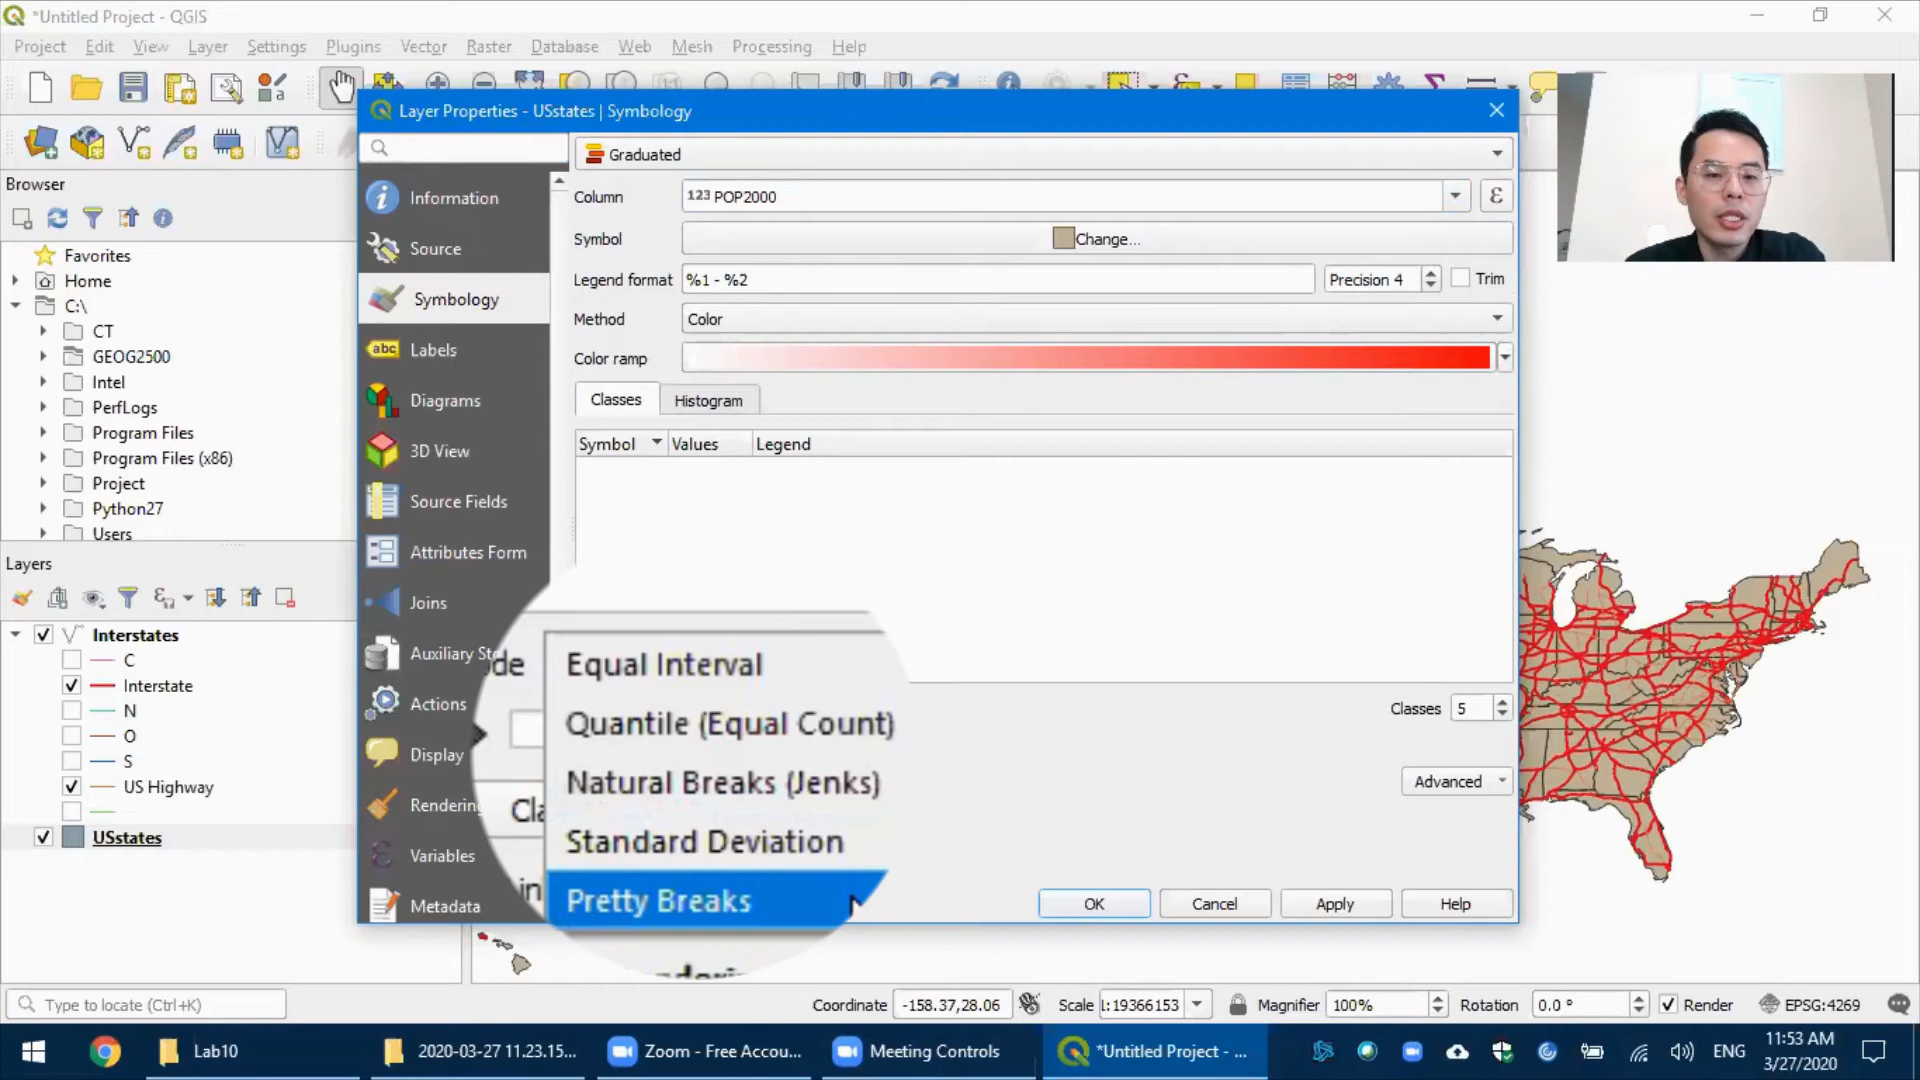 *Untitled Project - QGIS
Project Edit View Layer Settings Plugins Vector Raster Database Web Mesh Processing Help
Layer Properties - USstates | Symbology
Browser
Favorites
Home
C:\
CT
GEOG2500
Intel
PerfLogs
Program Files
Program Files (x86)
Project
Python27
Users
Layers
Interstates
C
Interstate
N
O
S
US Highway
USstates
Information
Source
Symbology
abc Labels
Diagrams
3D View
Source Fields
Attributes Form
Joins
Auxiliary Sto
Actions
Display
Rendering
Variables
Metadata
Graduated
Column 123 POP2000 ε
Symbol Change...
Legend format %1 - %2 Precision 4 Trim
Method Color
Color ramp
Classes Histogram
Symbol Values Legend
Equal Interval
Quantile (Equal Count)
Natural Breaks (Jenks)
Standard Deviation
Pretty Breaks
Classes 5
Advanced
OK Cancel Apply Help
Type to locate (Ctrl+K) Coordinate -158.37,28.06 Scale 1:19366153 Magnifier 100% Rotation 0.0 ° Render EPSG:4269
Lab10 2020-03-27 11.23.15... Zoom - Free Accou... Meeting Controls *Untitled Project - ... ENG 11:53 AM
3/27/2020